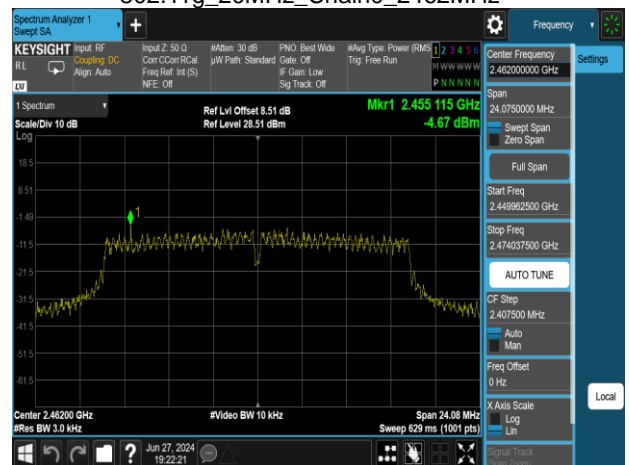 Spectrum Analyzer 1
Swept SA
Frequency
KEYSIGHT
RL
Input: RF
Coupling: DC
Align: Auto
Input Z: 50 Ω
Corr CCorr RCal
Freq Ref: Int (S)
NFE: Off
#Atten: 30 dB
µW Path: Standard
PNO: Best Wide
Gate: Off
IF Gain: Low
Sig Track: Off
#Avg Type: Power (RMS
Trig: Free Run
1 2 3 4 5 6
M W W W W W
P N N N N N
1 Spectrum
Scale/Div 10 dB
Log
Ref Lvl Offset 8.51 dB
Ref Level 28.51 dBm
Mkr1 2.455 115 GHz
-4.67 dBm
18.5
8.51
-1.49
-11.5
-21.5
-31.5
-41.5
-51.5
-61.5
1
Center 2.46200 GHz
#Res BW 3.0 kHz
#Video BW 10 kHz
Span 24.08 MHz
Sweep 629 ms (1001 pts)
Jun 27, 2024
19:22:21
Center Frequency
2.462000000 GHz
Span
24.0750000 MHz
Swept Span
Zero Span
Full Span
Start Freq
2.449962500 GHz
Stop Freq
2.474037500 GHz
AUTO TUNE
CF Step
2.407500 MHz
Auto
Man
Freq Offset
0 Hz
X Axis Scale
Log
Lin
Signal Track
(Span Zoom)
Settings
Local